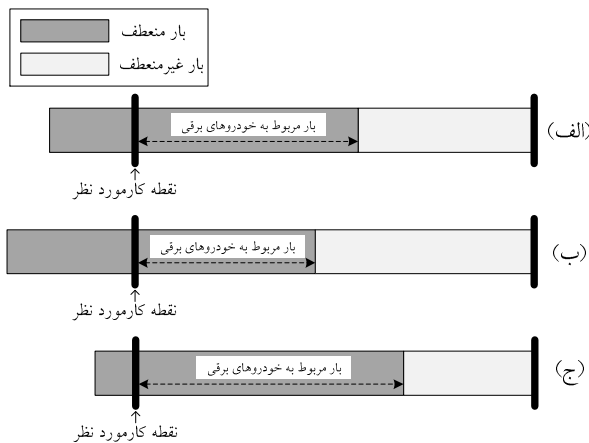 بار منعطف
بار غیرمنعطف
(الف)
بار مربوط به خودروهای برقی
نقطه کارمورد نظر
(ب)
بار مربوط به خودروهای برقی
نقطه کارمورد نظر
(ج)
بار مربوط به خودروهای برقی
نقطه کارمورد نظر